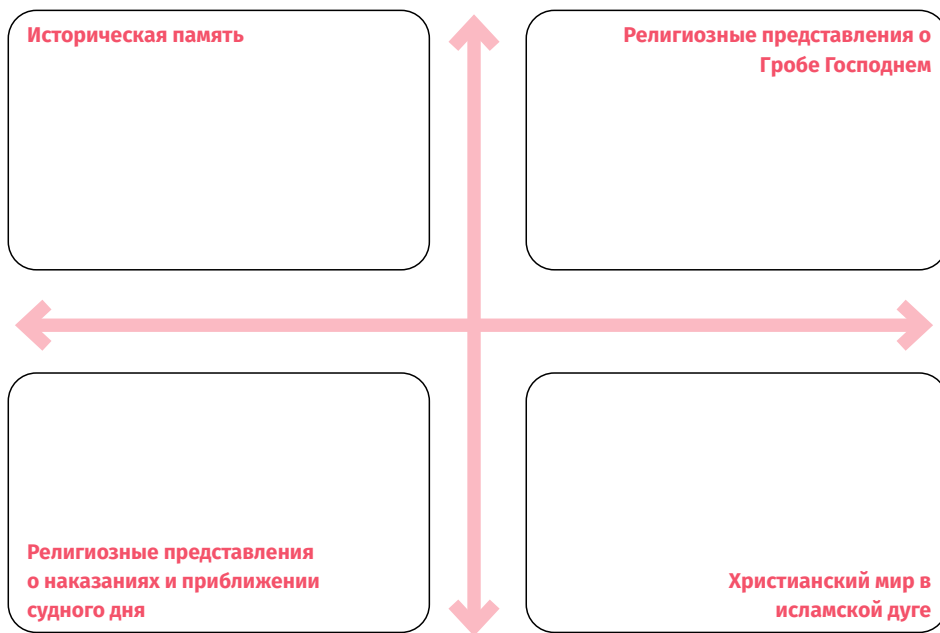 Историческая память
Религиозные представления о
Гробе Господнем
Религиозные представления
о наказаниях и приближении
судного дня
Христианский мир в
исламской дуге